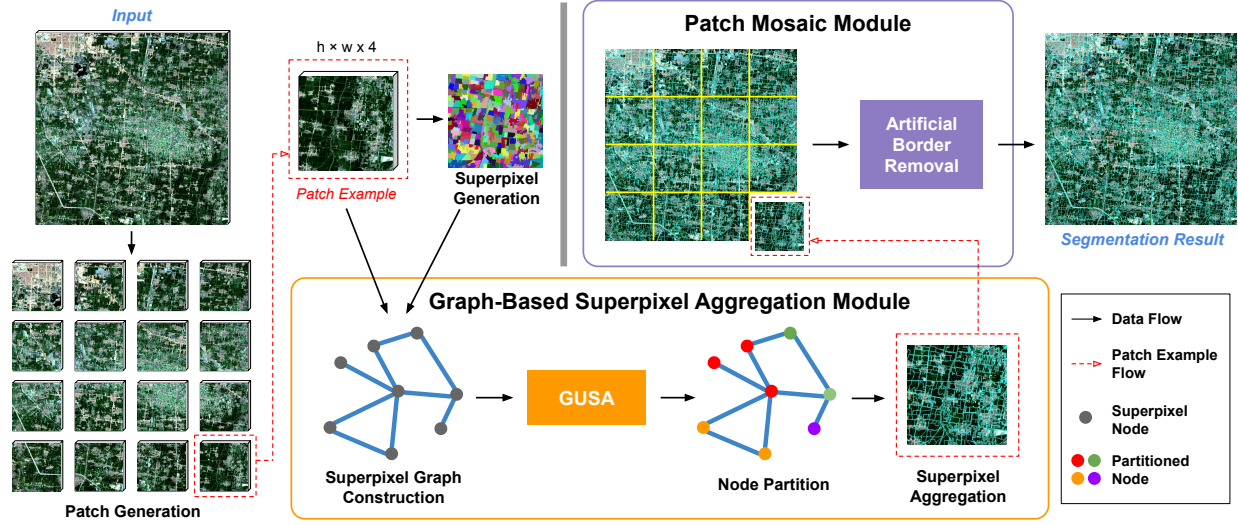 Input
h × w x 4
Patch Example
Superpixel
Generation
Patch Generation
Patch Mosaic Module
Artificial
Border
Removal
Segmentation Result
Graph-Based Superpixel Aggregation Module
Superpixel Graph
Construction
GUSA
Node Partition
Superpixel
Aggregation
Data Flow
Patch Example
Flow
Superpixel
Node
Partitioned
Node